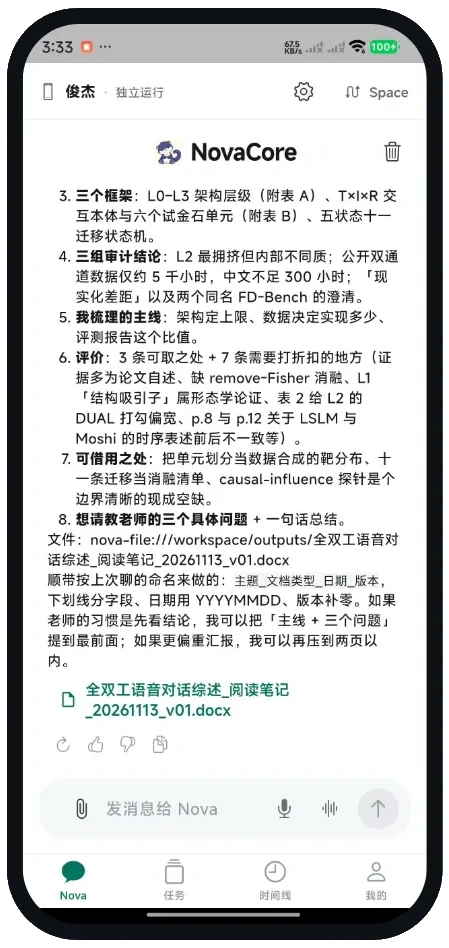 3:33 ···
67.5 KB/s
100
俊杰 · 独立运行
Space
NovaCore
3. 三个框架：L0–L3 架构层级（附表 A）、T×I×R 交
互本体与六个试金石单元（附表 B）、五状态十一
迁移状态机。
4. 三组审计结论：L2 最拥挤但内部不同质；公开双通
道数据仅约 5 千小时，中文不足 300 小时；「现
实化差距」以及两个同名 FD-Bench 的澄清。
5. 我梳理的主线：架构定上限、数据决定实现多少、
评测报告这个比值。
6. 评价：3 条可取之处 + 7 条需要打折扣的地方（证
据多为论文自述、缺 remove-Fisher 消融、L1
「结构吸引子」属形态学论证、表 2 给 L2 的
DUAL 打勾偏宽、p.8 与 p.12 关于 LSLM 与
Moshi 的时序表述前后不一致等）。
7. 可借用之处：把单元划分当数据合成的靶分布、十
一条迁移当消融清单、causal-influence 探针是个
边界清晰的现成空缺。
8. 想请教老师的三个具体问题 + 一句话总结。
文件：nova-file:///workspace/outputs/全双工语音对
话综述_阅读笔记_20261113_v01.docx
顺带按上次聊的命名来做的：主题_文档类型_日期_版本，
下划线分字段、日期用 YYYYMMDD、版本补零。如果
老师的习惯是先看结论，我可以把「主线 + 三个问题」
提到最前面；如果更偏重汇报，我可以再压到两页以
内。
全双工语音对话综述_阅读笔记
_20261113_v01.docx
发消息给 Nova
Nova
任务
时间线
我的